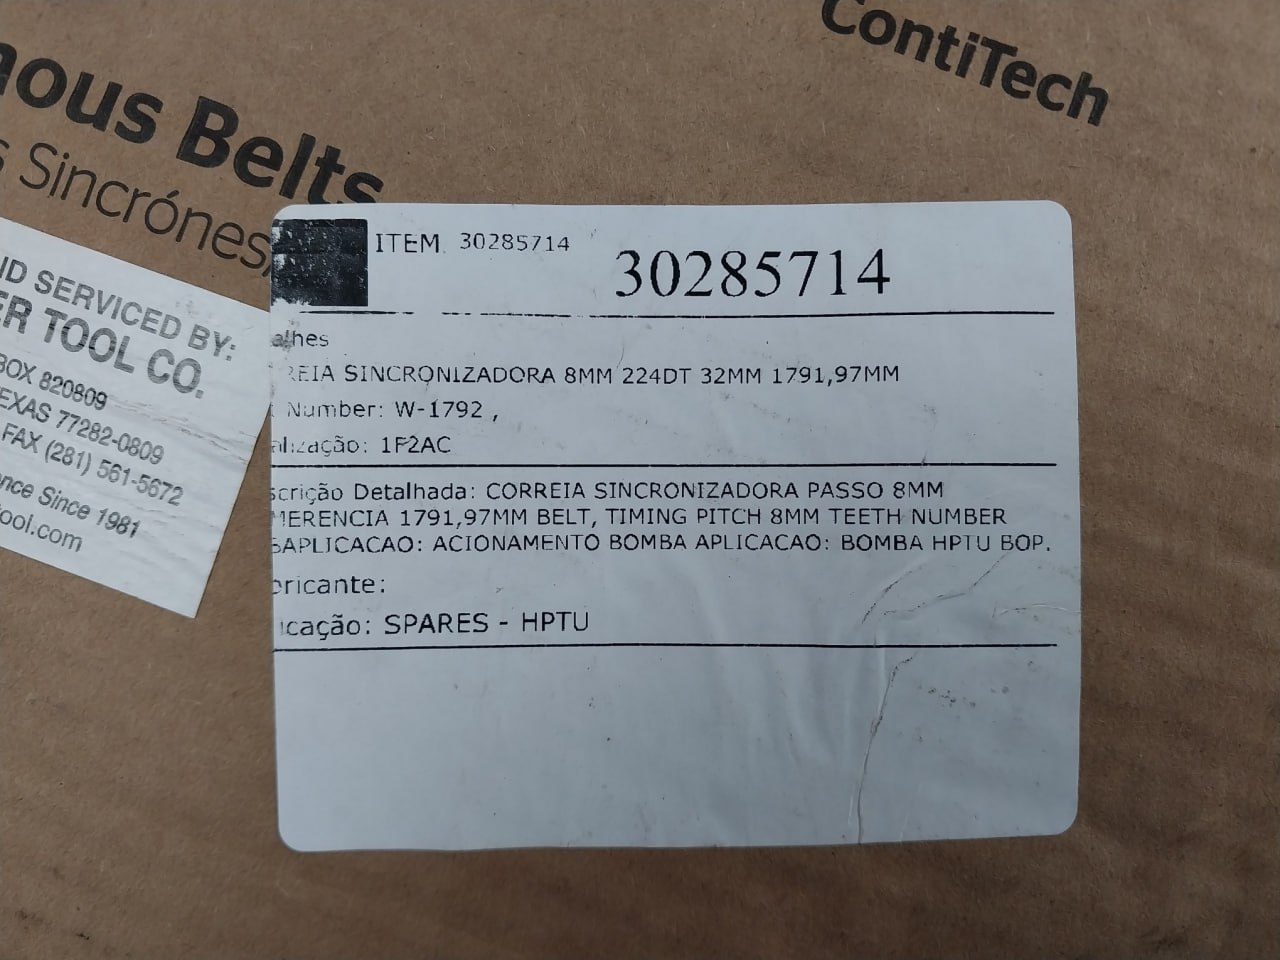 ContiTech
nous Belts
s Sincrónes
ID SERVICED BY:
ER TOOL CO.
BOX 820809
EXAS 77282-0809
FAX (281) 561-5672
nce Since 1981
ool.com
ITEM 30285714
30285714
alhes
REIA SINCRONIZADORA 8MM 224DT 32MM 1791,97MM
Number: W-1792 ,
alização: 1F2AC
scrição Detalhada: CORREIA SINCRONIZADORA PASSO 8MM
MERENCIA 1791,97MM BELT, TIMING PITCH 8MM TEETH NUMBER
SAPLICACAO: ACIONAMENTO BOMBA APLICACAO: BOMBA HPTU BOP.
bricante:
icação: SPARES - HPTU